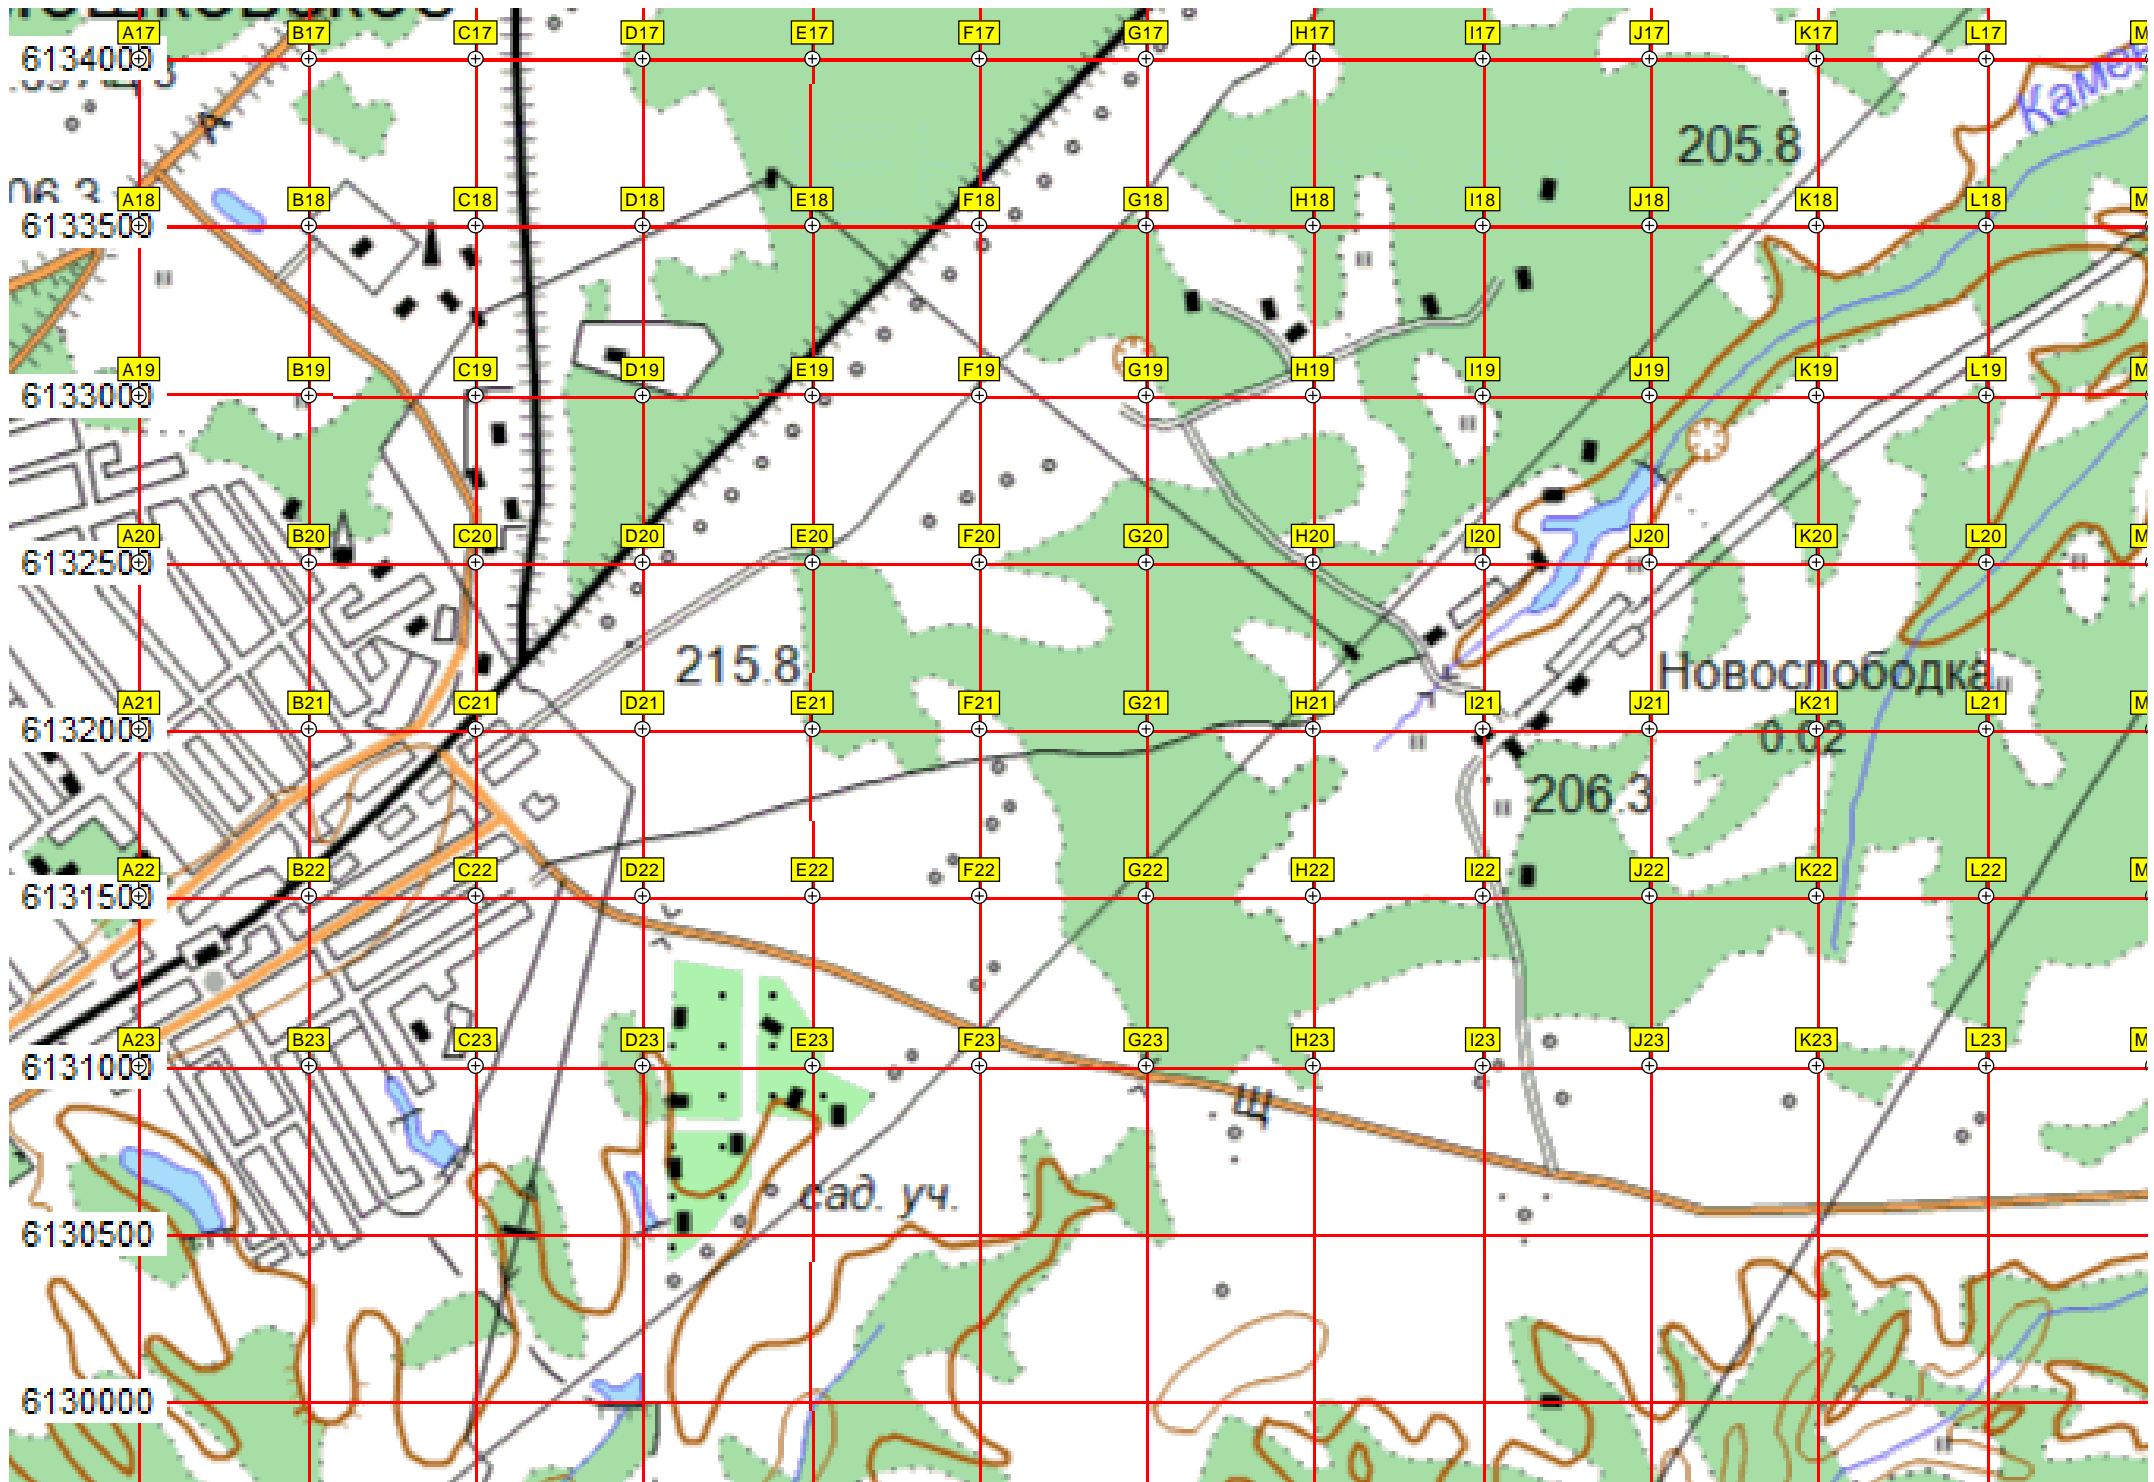 A17 B17 C17 D17 E17 F17 G17 H17 I17 J17 K17 L17
6134000
205.8
A18 B18 C18 D18 E18 F18 G18 H18 I18 J18 K18 L18
6133500
A19 B19 C19 D19 E19 F19 G19 H19 I19 J19 K19 L19
6133000
A20 B20 C20 D20 E20 F20 G20 H20 I20 J20 K20 L20
6132500
215.8
Новослободка
A21 B21 C21 D21 E21 F21 G21 H21 I21 J21 K21 L21
6132000
0.02
206.3
A22 B22 C22 D22 E22 F22 G22 H22 I22 J22 K22 L22
6131500
A23 B23 C23 D23 E23 F23 G23 H23 I23 J23 K23 L23
6131000
Щ
сад. уч.
6130500
6130000